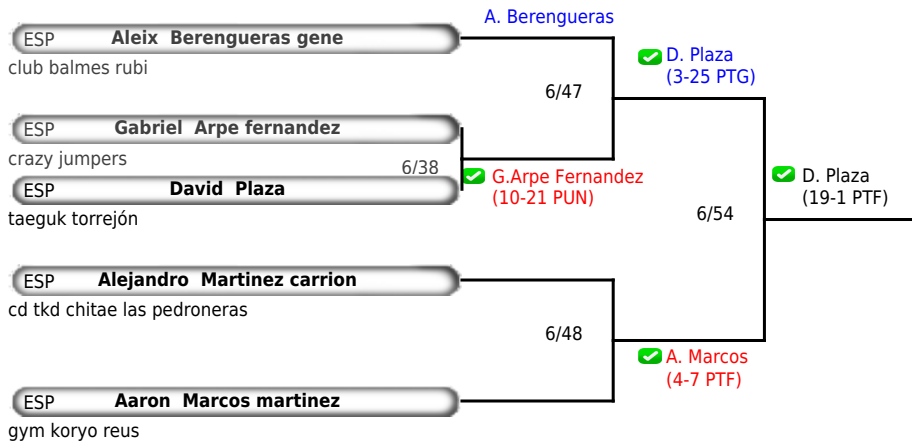 A. Berengueras
ESP Aleix Berengueras gene
club balmes rubi
D. Plaza
(3-25 PTG)
6/47
ESP Gabriel Arpe fernandez
crazy jumpers
6/38
G.Arpe Fernandez
(10-21 PUN)
ESP David Plaza
taeguk torrejón
D. Plaza
(19-1 PTF)
6/54
ESP Alejandro Martinez carrion
cd tkd chitae las pedroneras
6/48
A. Marcos
(4-7 PTF)
ESP Aaron Marcos martinez
gym koryo reus